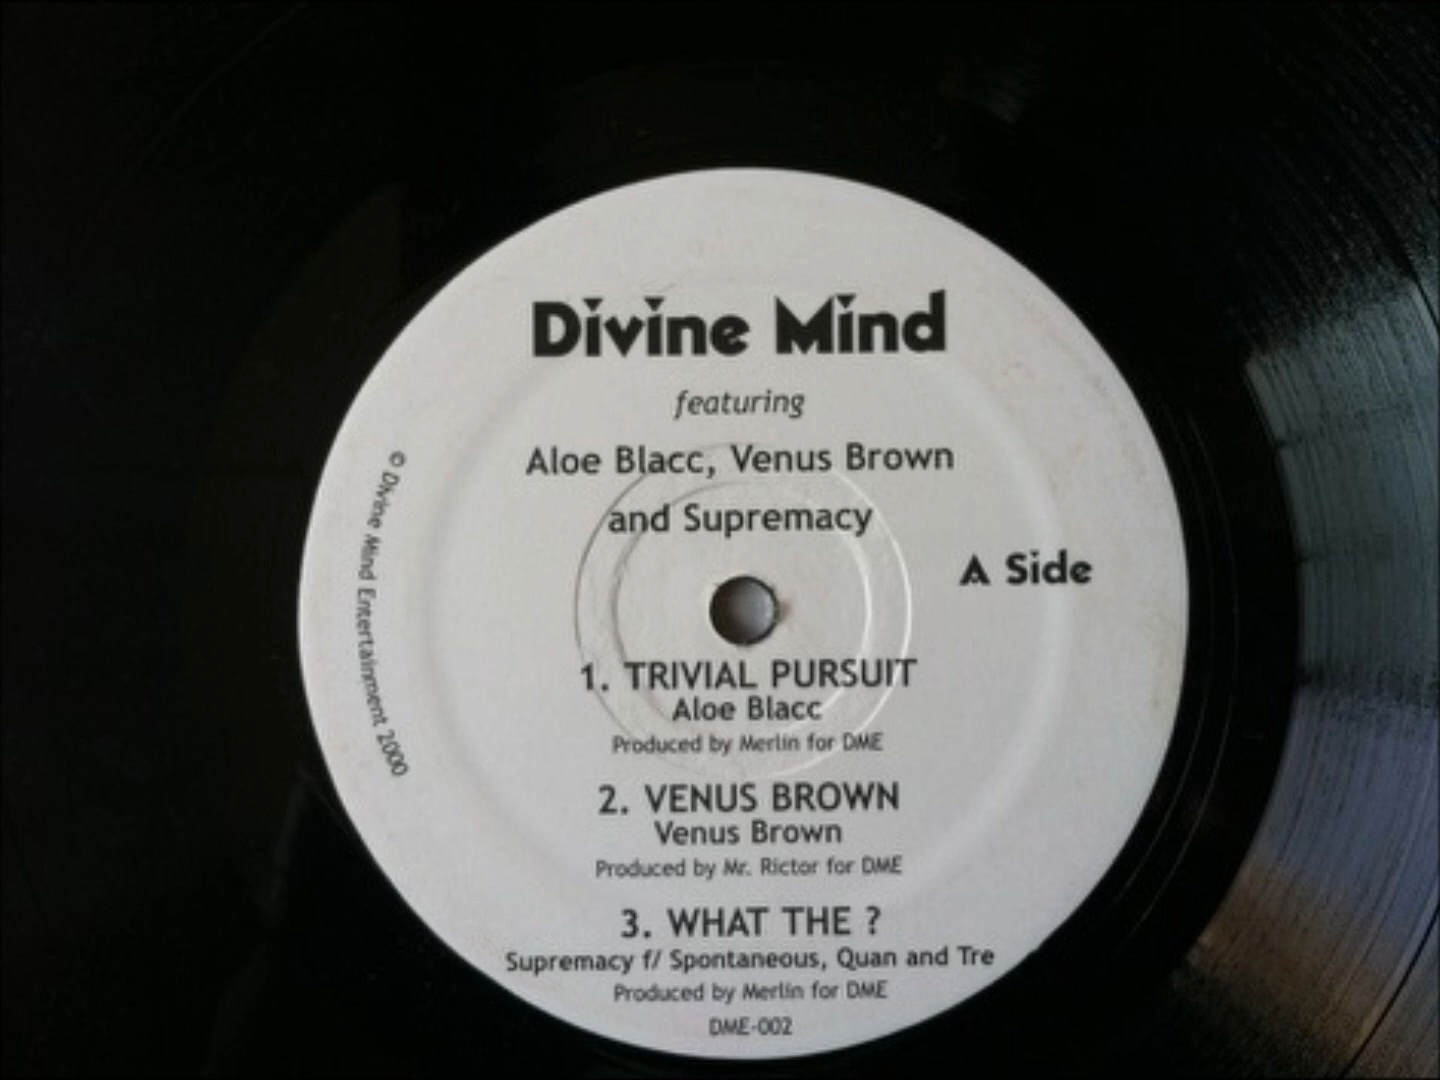 Divine Mind
featuring
Aloe Blacc, Venus Brown
and Supremacy
A Side
© Divine Mind Entertainment 2000
1. TRIVIAL PURSUIT
Aloe Blacc
Produced by Merlin for DME
2. VENUS BROWN
Venus Brown
Produced by Mr. Rictor for DME
3. WHAT THE ?
Supremacy f/ Spontaneous, Quan and Tre
Produced by Merlin for DME
DME-002